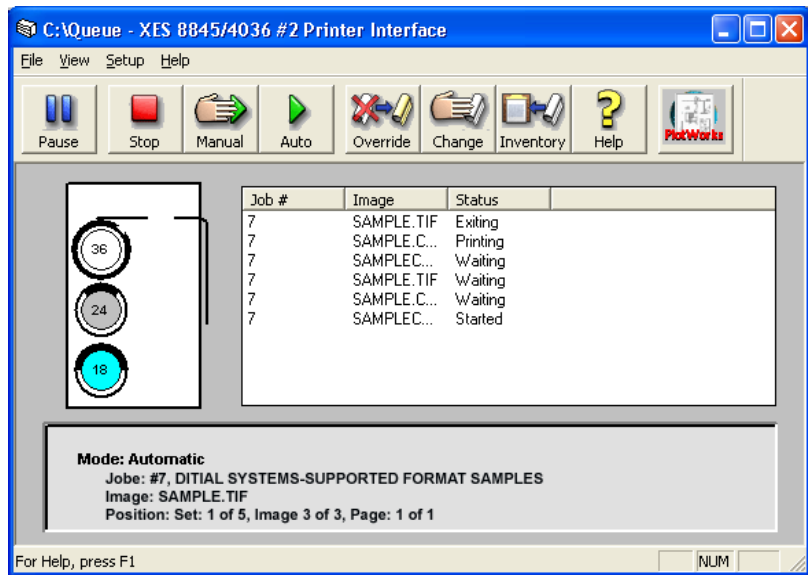 C:\Queue - XES 8845/4036 #2 Printer Interface
File View Setup Help
Pause Stop Manual Auto Override Change Inventory Help PlotWorks
Job # Image Status
7 SAMPLE.TIF Exiting
7 SAMPLE.C... Printing
7 SAMPLEC... Waiting
7 SAMPLE.TIF Waiting
7 SAMPLE.C... Waiting
7 SAMPLEC... Started
36
24
18
Mode: Automatic
Jobe: #7, DITIAL SYSTEMS-SUPPORTED FORMAT SAMPLES
Image: SAMPLE.TIF
Position: Set: 1 of 5, Image 3 of 3, Page: 1 of 1
For Help, press F1 NUM